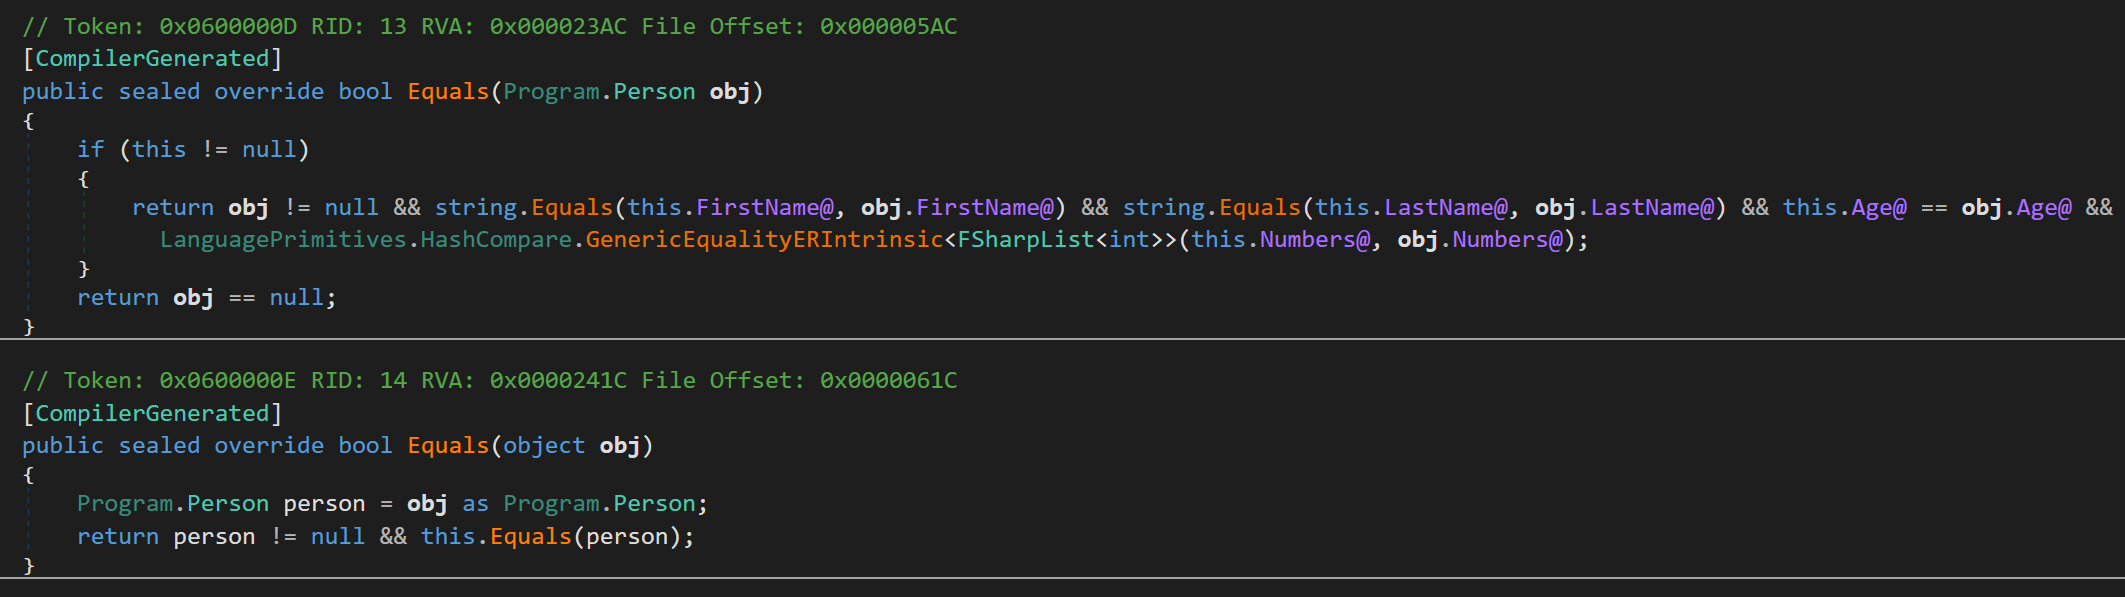 // Token: 0x0600000D RID: 13 RVA: 0x000023AC File Offset: 0x000005AC
[CompilerGenerated]
public sealed override bool Equals(Program.Person obj)
{
    if (this != null)
    {
        return obj != null && string.Equals(this.FirstName@, obj.FirstName@) && string.Equals(this.LastName@, obj.LastName@) && this.Age@ == obj.Age@ &&
          LanguagePrimitives.HashCompare.GenericEqualityERIntrinsic<FSharpList<int>>(this.Numbers@, obj.Numbers@);
    }
    return obj == null;
}
// Token: 0x0600000E RID: 14 RVA: 0x0000241C File Offset: 0x0000061C
[CompilerGenerated]
public sealed override bool Equals(object obj)
{
    Program.Person person = obj as Program.Person;
    return person != null && this.Equals(person);
}